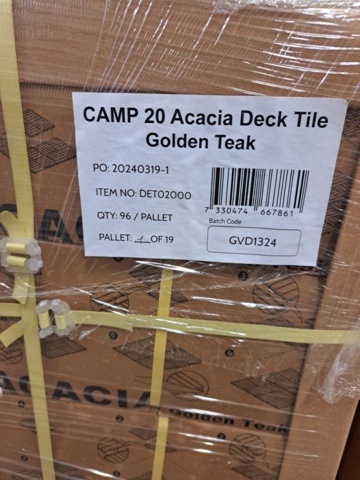 CAMP 20 Acacia Deck Tile
Golden Teak
PO: 20240319-1
ITEM NO: DET02000
QTY: 96 / PALLET
PALLET: 1 OF 19
7 330474 667861
Batch Code
GVD1324
ACACIA
Golden Teak